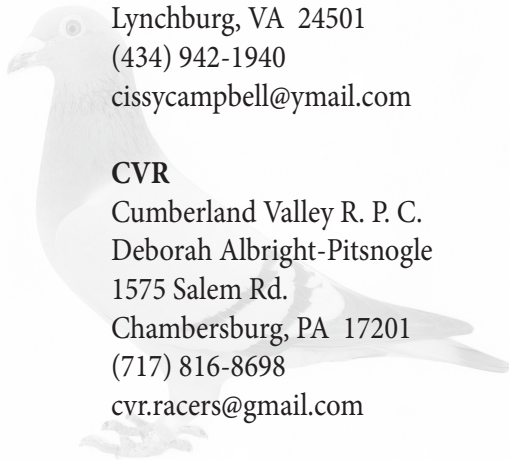 Lynchburg, VA  24501
(434) 942-1940
cissycampbell@ymail.com
CVR
Cumberland Valley R. P. C.
Deborah Albright-Pitsnogle
1575 Salem Rd.
Chambersburg, PA  17201
(717) 816-8698
cvr.racers@gmail.com